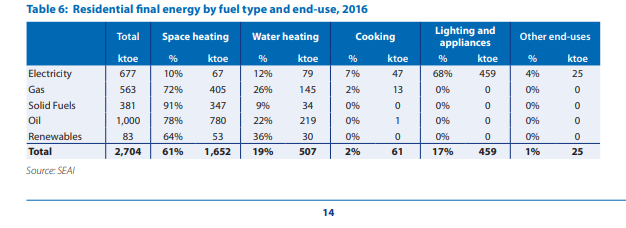 Table 6: Residential final energy by fuel type and end-use, 2016
Total Space heating Water heating Cooking Lighting and appliances Other end-uses
ktoe % ktoe % ktoe % ktoe % ktoe % ktoe
Electricity 677 10% 67 12% 79 7% 47 68% 459 4% 25
Gas 563 72% 405 26% 145 2% 13 0% 0 0% 0
Solid Fuels 381 91% 347 9% 34 0% 0 0% 0 0% 0
Oil 1,000 78% 780 22% 219 0% 1 0% 0 0% 0
Renewables 83 64% 53 36% 30 0% 0 0% 0 0% 0
Total 2,704 61% 1,652 19% 507 2% 61 17% 459 1% 25
Source: SEAI
14